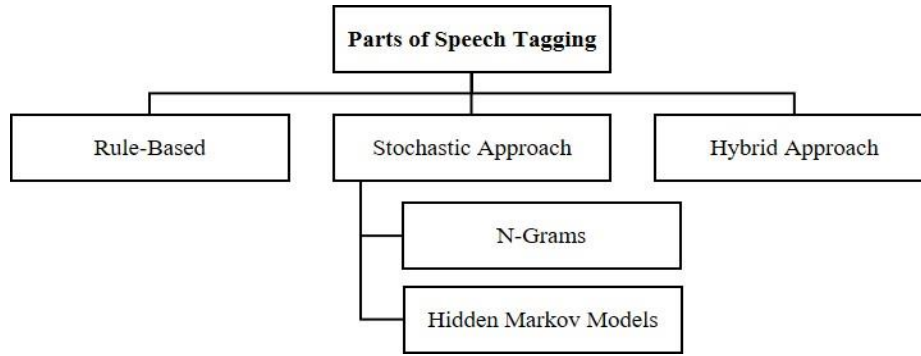 Parts of Speech Tagging
Rule-Based
Stochastic Approach
Hybrid Approach
N-Grams
Hidden Markov Models